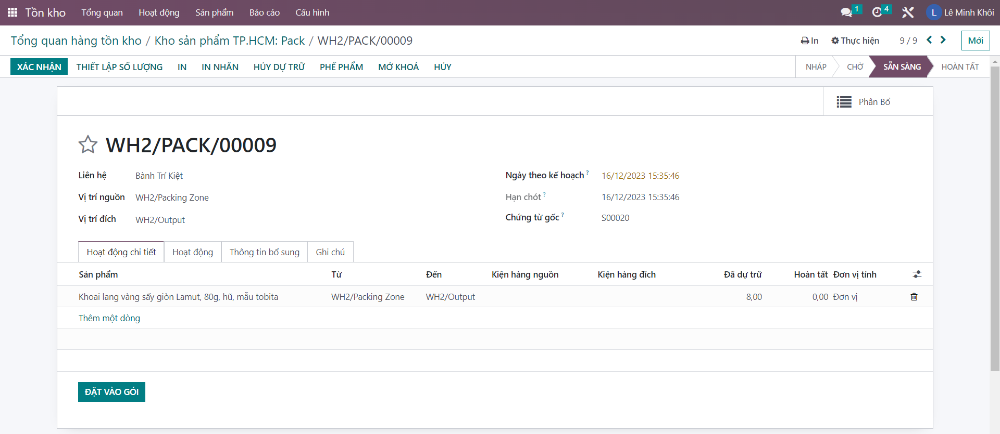 Tồn kho Tổng quan Hoạt động Sản phẩm Báo cáo Cấu hình 1 4 L Lê Minh Khôi
Tổng quan hàng tồn kho / Kho sản phẩm TP.HCM: Pack / WH2/PACK/00009 In Thực hiện 9 / 9 Mới
XÁC NHẬN THIẾT LẬP SỐ LƯỢNG IN IN NHÃN HỦY DỰ TRỮ PHẾ PHẨM MỞ KHOÁ HỦY NHÁP CHỜ SẴN SÀNG HOÀN TẤT
Phân Bổ
WH2/PACK/00009
Liên hệ Bành Trí Kiệt Ngày theo kế hoạch ? 16/12/2023 15:35:46
Vị trí nguồn WH2/Packing Zone Hạn chót ? 16/12/2023 15:35:46
Vị trí đích WH2/Output Chứng từ gốc ? S00020
Hoạt động chi tiết Hoạt động Thông tin bổ sung Ghi chú
Sản phẩm Từ Đến Kiện hàng nguồn Kiện hàng đích Đã dự trữ Hoàn tất Đơn vị tính
Khoai lang vàng sấy giòn Lamut, 80g, hũ, mẫu tobita WH2/Packing Zone WH2/Output 8,00 0,00 Đơn vị
Thêm một dòng
ĐẶT VÀO GÓI